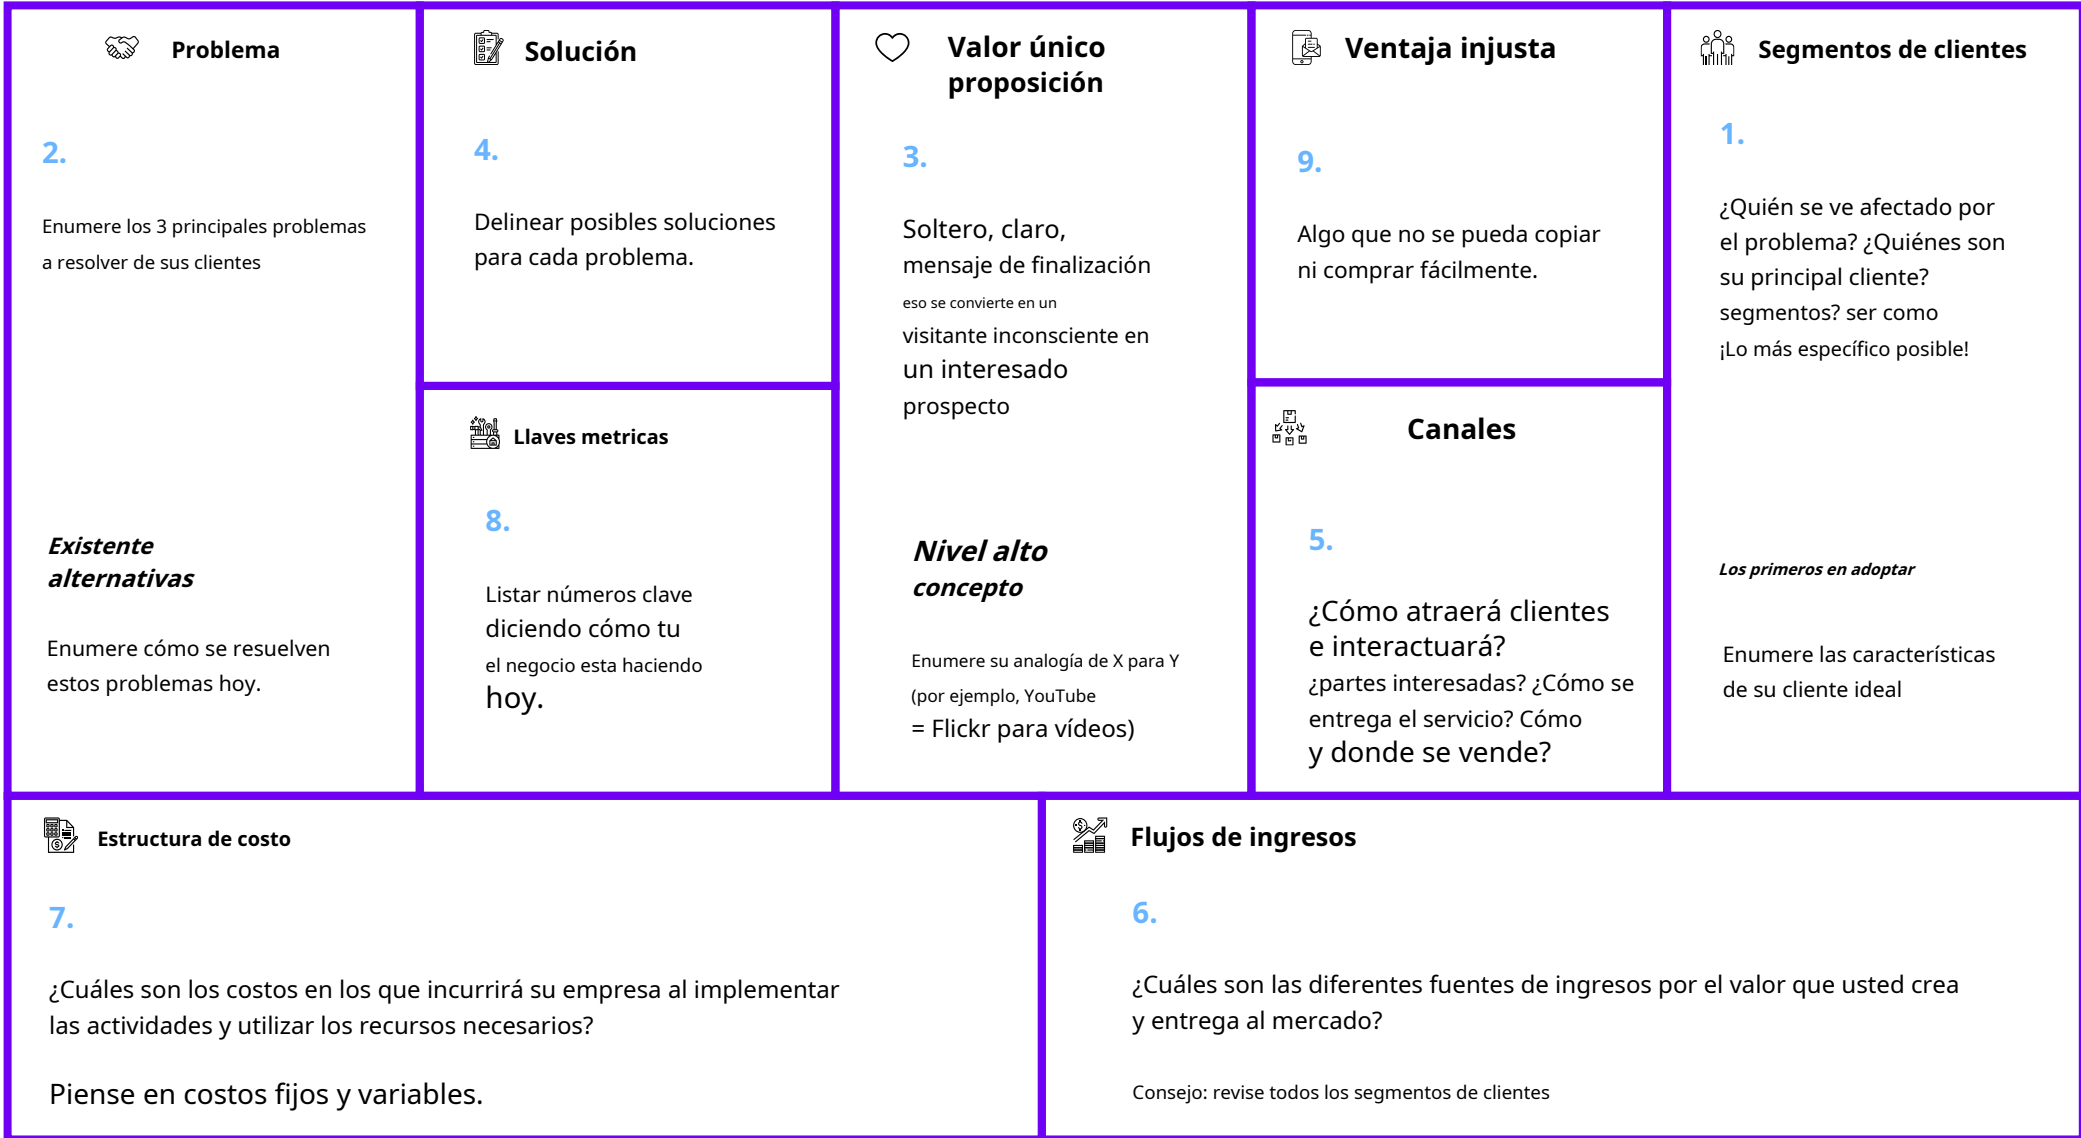 Problema
2.
Enumere los 3 principales problemas
a resolver de sus clientes
Existente
alternativas
Enumere cómo se resuelven
estos problemas hoy.
Solución
4.
Delinear posibles soluciones
para cada problema.
Llaves metricas
8.
Listar números clave
diciendo cómo tu
el negocio esta haciendo
hoy.
Valor único
proposición
3.
Soltero, claro,
mensaje de finalización
eso se convierte en un
visitante inconsciente en
un interesado
prospecto
Nivel alto
concepto
Enumere su analogía de X para Y
(por ejemplo, YouTube
= Flickr para vídeos)
Ventaja injusta
9.
Algo que no se pueda copiar
ni comprar fácilmente.
Canales
5.
¿Cómo atraerá clientes
e interactuará?
¿partes interesadas? ¿Cómo se
entrega el servicio? Cómo
y donde se vende?
Segmentos de clientes
1.
¿Quién se ve afectado por
el problema? ¿Quiénes son
su principal cliente?
segmentos? ser como
¡Lo más específico posible!
Los primeros en adoptar
Enumere las características
de su cliente ideal
Estructura de costo
7.
¿Cuáles son los costos en los que incurrirá su empresa al implementar
las actividades y utilizar los recursos necesarios?
Piense en costos fijos y variables.
Flujos de ingresos
6.
¿Cuáles son las diferentes fuentes de ingresos por el valor que usted crea
y entrega al mercado?
Consejo: revise todos los segmentos de clientes